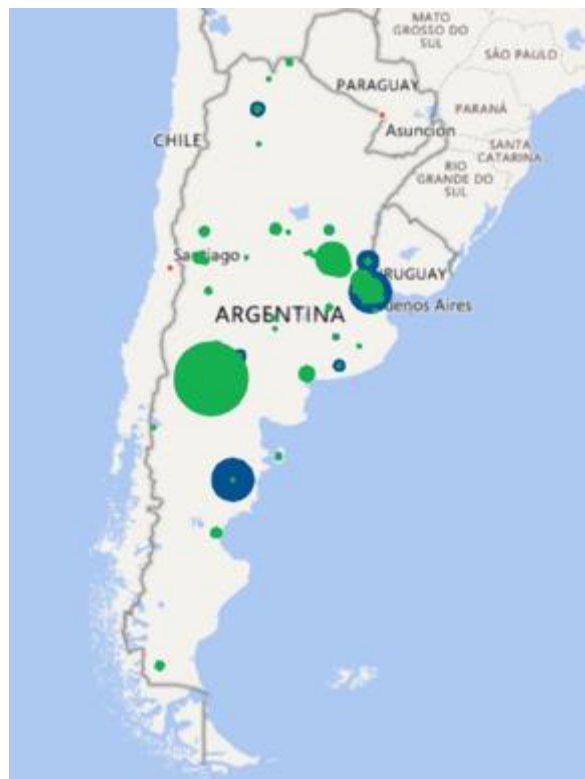 MATO
GROSSO DO
SUL
SÃO PAULO
PARAGUAY
PARANÁ
Asunción
CHILE
SANTA
CATARINA
RIO
GRANDE DO
SUL
Santiago
URUGUAY
Buenos Aires
ARGENTINA